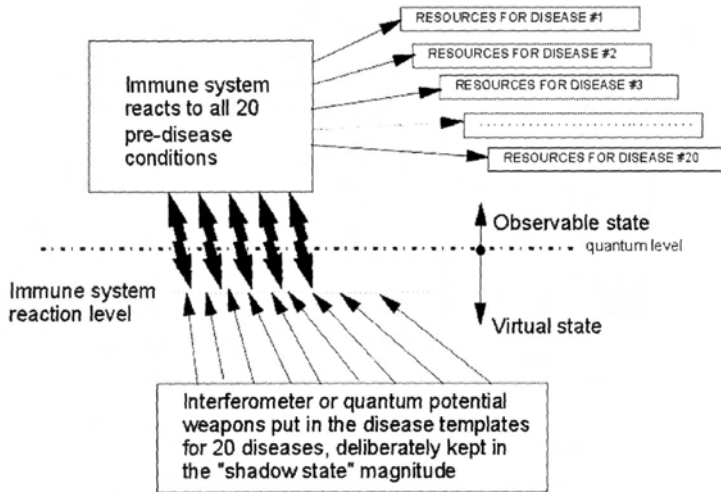 RESOURCES FOR DISEASE #1
RESOURCES FOR DISEASE #2
RESOURCES FOR DISEASE #3
RESOURCES FOR DISEASE #20
Immune system
reacts to all 20
pre-disease
conditions
Observable state
quantum level
Immune system
reaction level
Virtual state
Interferometer or quantum potential
weapons put in the disease templates
for 20 diseases, deliberately kept in
the "shadow state" magnitude